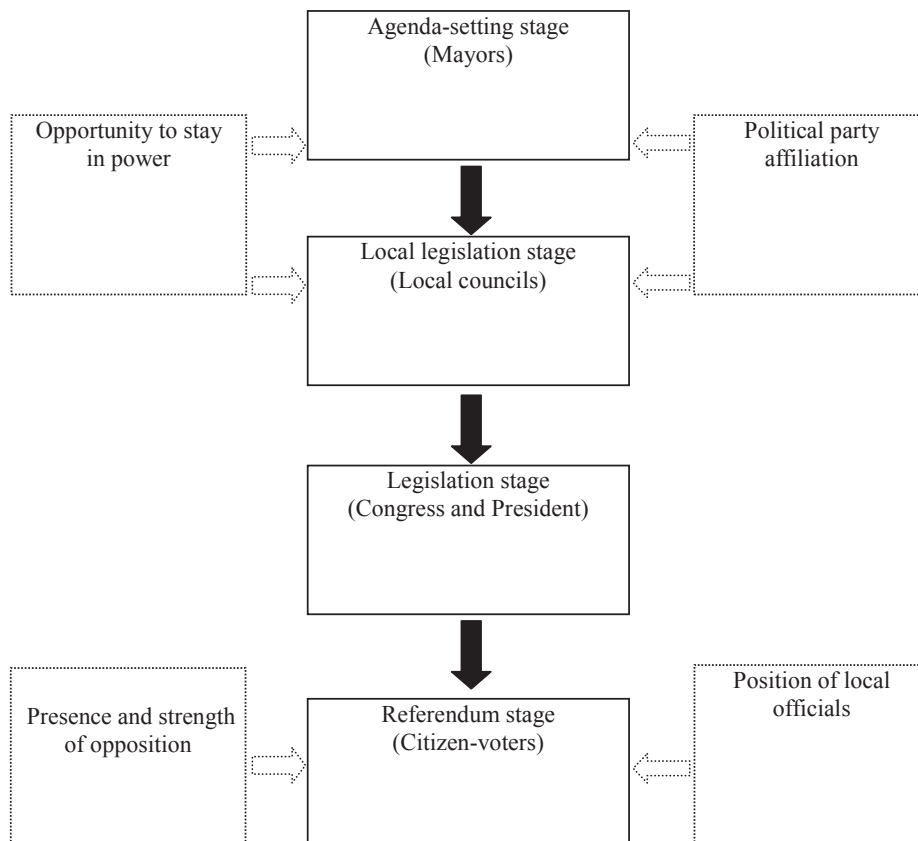 Agenda-setting stage
(Mayors)
Opportunity to stay
in power
Political party
affiliation
Local legislation stage
(Local councils)
Legislation stage
(Congress and President)
Presence and strength
of opposition
Referendum stage
(Citizen-voters)
Position of local
officials